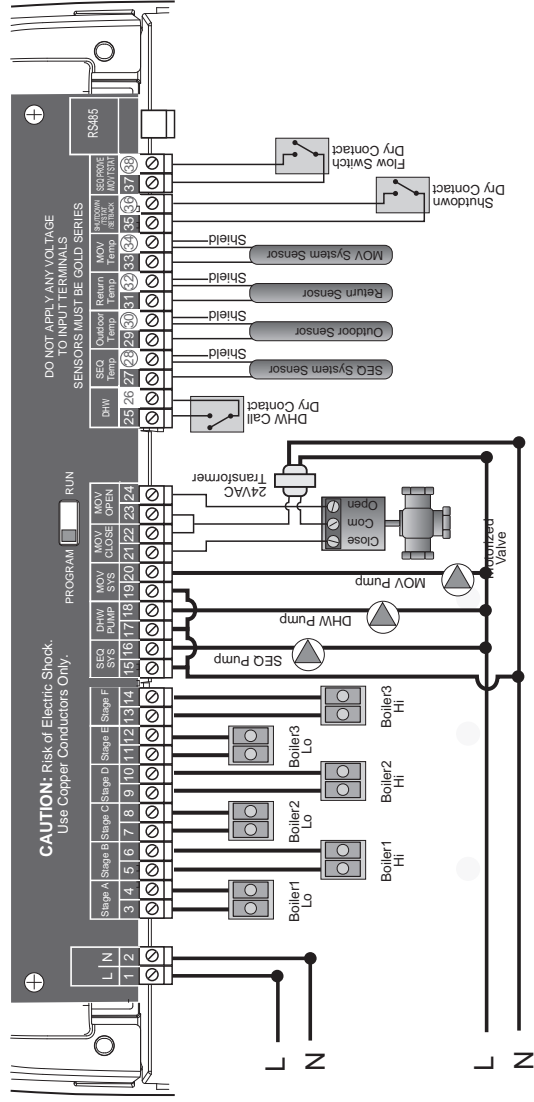 CAUTION: Risk of Electric Shock.
Use Copper Conductors Only.
PROGRAM
RUN
DO NOT APPLY ANY VOLTAGE
TO INPUT TERMINALS
SENSORS MUST BE GOLD SERIES
L
N
Stage A
Stage B
Stage C
Stage D
Stage E
Stage F
SEQ
SYS
DHW
PUMP
MOV
SYS
MOV
CLOSE
MOV
OPEN
DHW
SEQ
Temp
Outdoor
Temp
Return
Temp
MOV
Temp
SHUTDOWN
/TSTAT
/SETBACK
SEQ PROVE
/MOV TSTAT
RS485
1 2
3 4 5 6 7 8 9 10 11 12 13 14
15 16 17 18 19 20 21 22 23 24
25 26 27 28 29 30 31 32 33 34 35 36 37 38
Boiler1
Lo
Boiler1
Hi
Boiler2
Lo
Boiler2
Hi
Boiler3
Lo
Boiler3
Hi
SEQ Pump
DHW Pump
MOV Pump
Close
Com
Open
Motorized
Valve
24VAC
Transformer
DHW Call
Dry Contact
Shield
SEQ System Sensor
Outdoor Sensor
Shield
Return Sensor
Shield
MOV System Sensor
Shutdown
Dry Contact
Flow Switch
Dry Contact
L
N
L
N